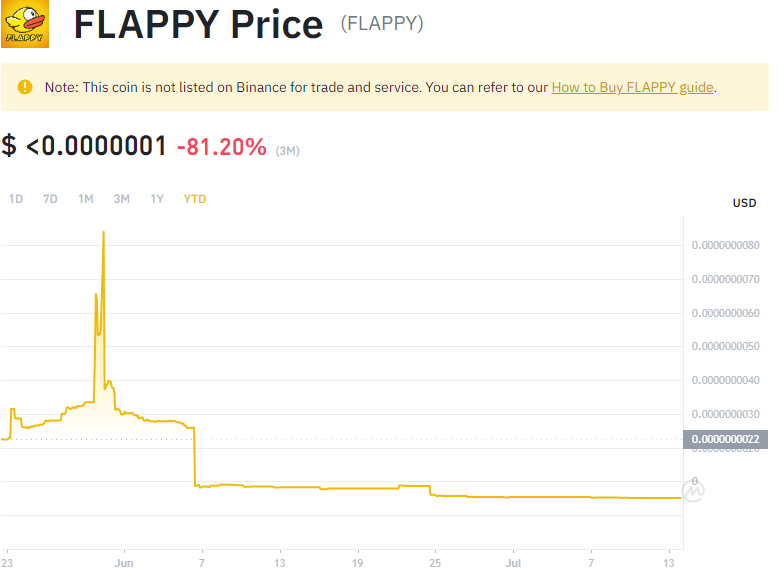 FLAPPY
FLAPPY Price (FLAPPY)
Note: This coin is not listed on Binance for trade and service. You can refer to our How to Buy FLAPPY guide.
$ <0.0000001 -81.20% (3M)
1D 7D 1M 3M 1Y YTD
USD
0.0000000080
0.0000000070
0.0000000060
0.0000000050
0.0000000040
0.0000000030
0.0000000022
0.0000000020
0
23 Jun 7 13 19 25 Jul 7 13